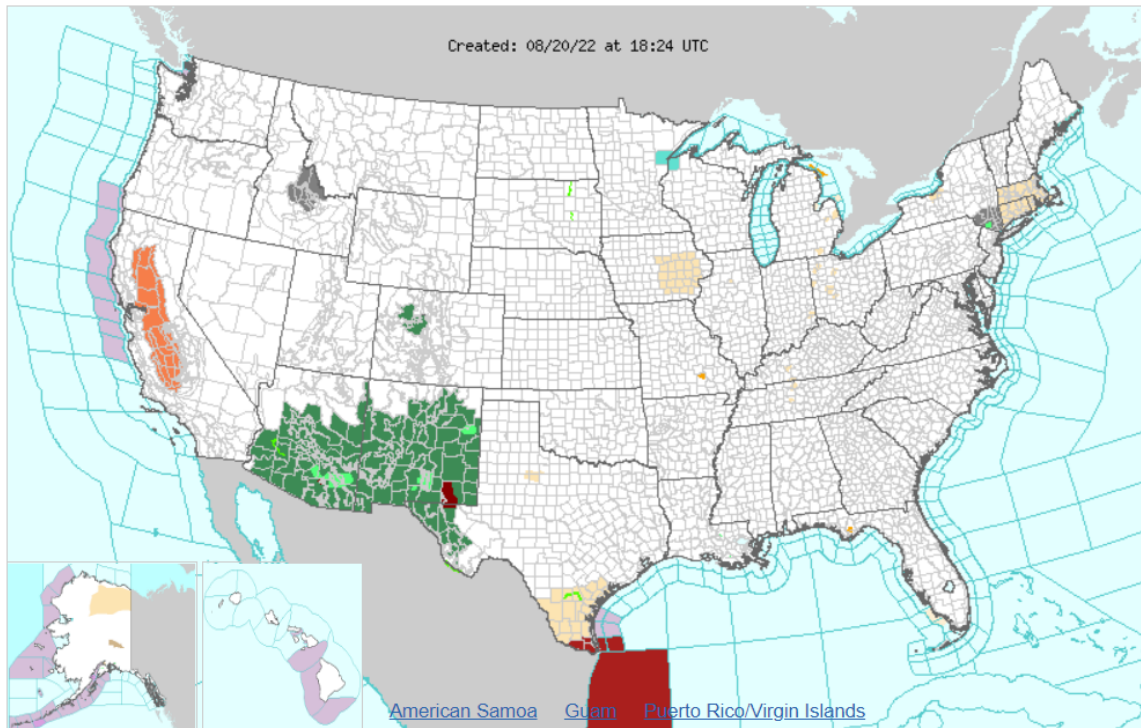 Created: 08/20/22 at 18:24 UTC
American Samoa Guam Puerto Rico/Virgin Islands